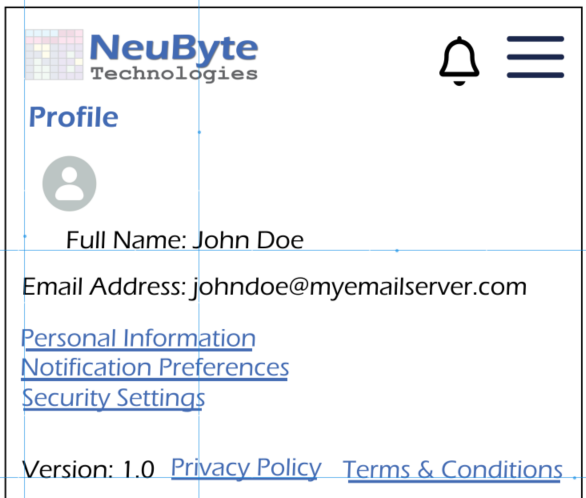 NeuByte
Technologies
Profile
Full Name: John Doe
Email Address: johndoe@myemailserver.com
Personal Information
Notification Preferences
Security Settings
Version: 1.0 Privacy Policy Terms & Conditions